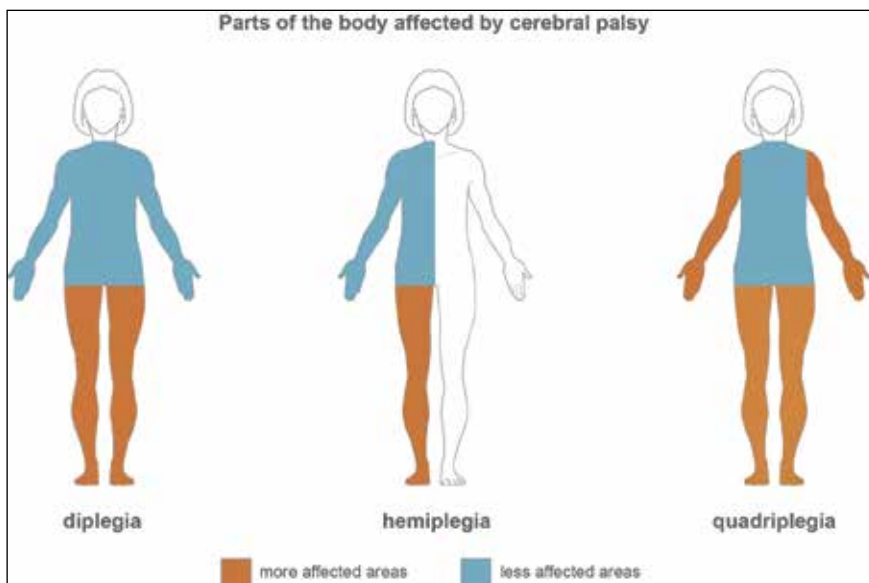 Parts of the body affected by cerebral palsy
diplegia hemiplegia quadriplegia
more affected areas less affected areas